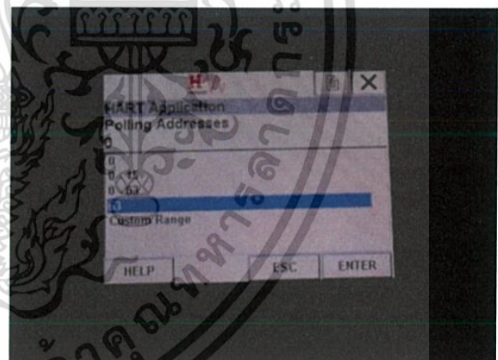 HART Application
Polling Addresses
0
0
0 - 15
0 - 63
Custom Range
HELP
ESC
ENTER